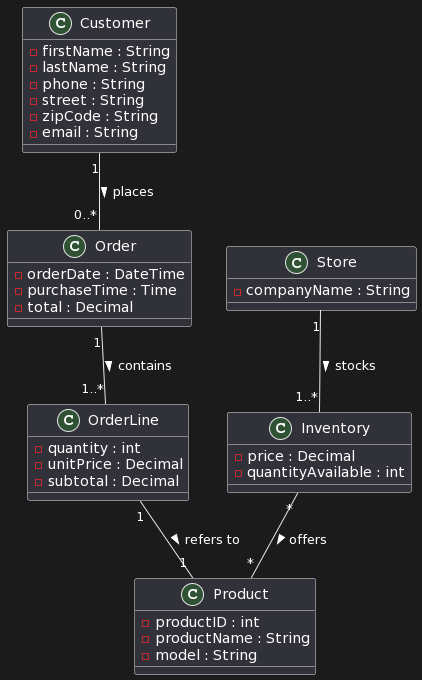 C Customer
firstName : String
lastName : String
phone : String
street : String
zipCode : String
email : String
1
places
0..*
C Order
orderDate : DateTime
purchaseTime : Time
total : Decimal
1
contains
1..*
C OrderLine
quantity : int
unitPrice : Decimal
subtotal : Decimal
1
refers to
1
C Store
companyName : String
1
stocks
1..*
C Inventory
price : Decimal
quantityAvailable : int
*
offers
*
C Product
productID : int
productName : String
model : String